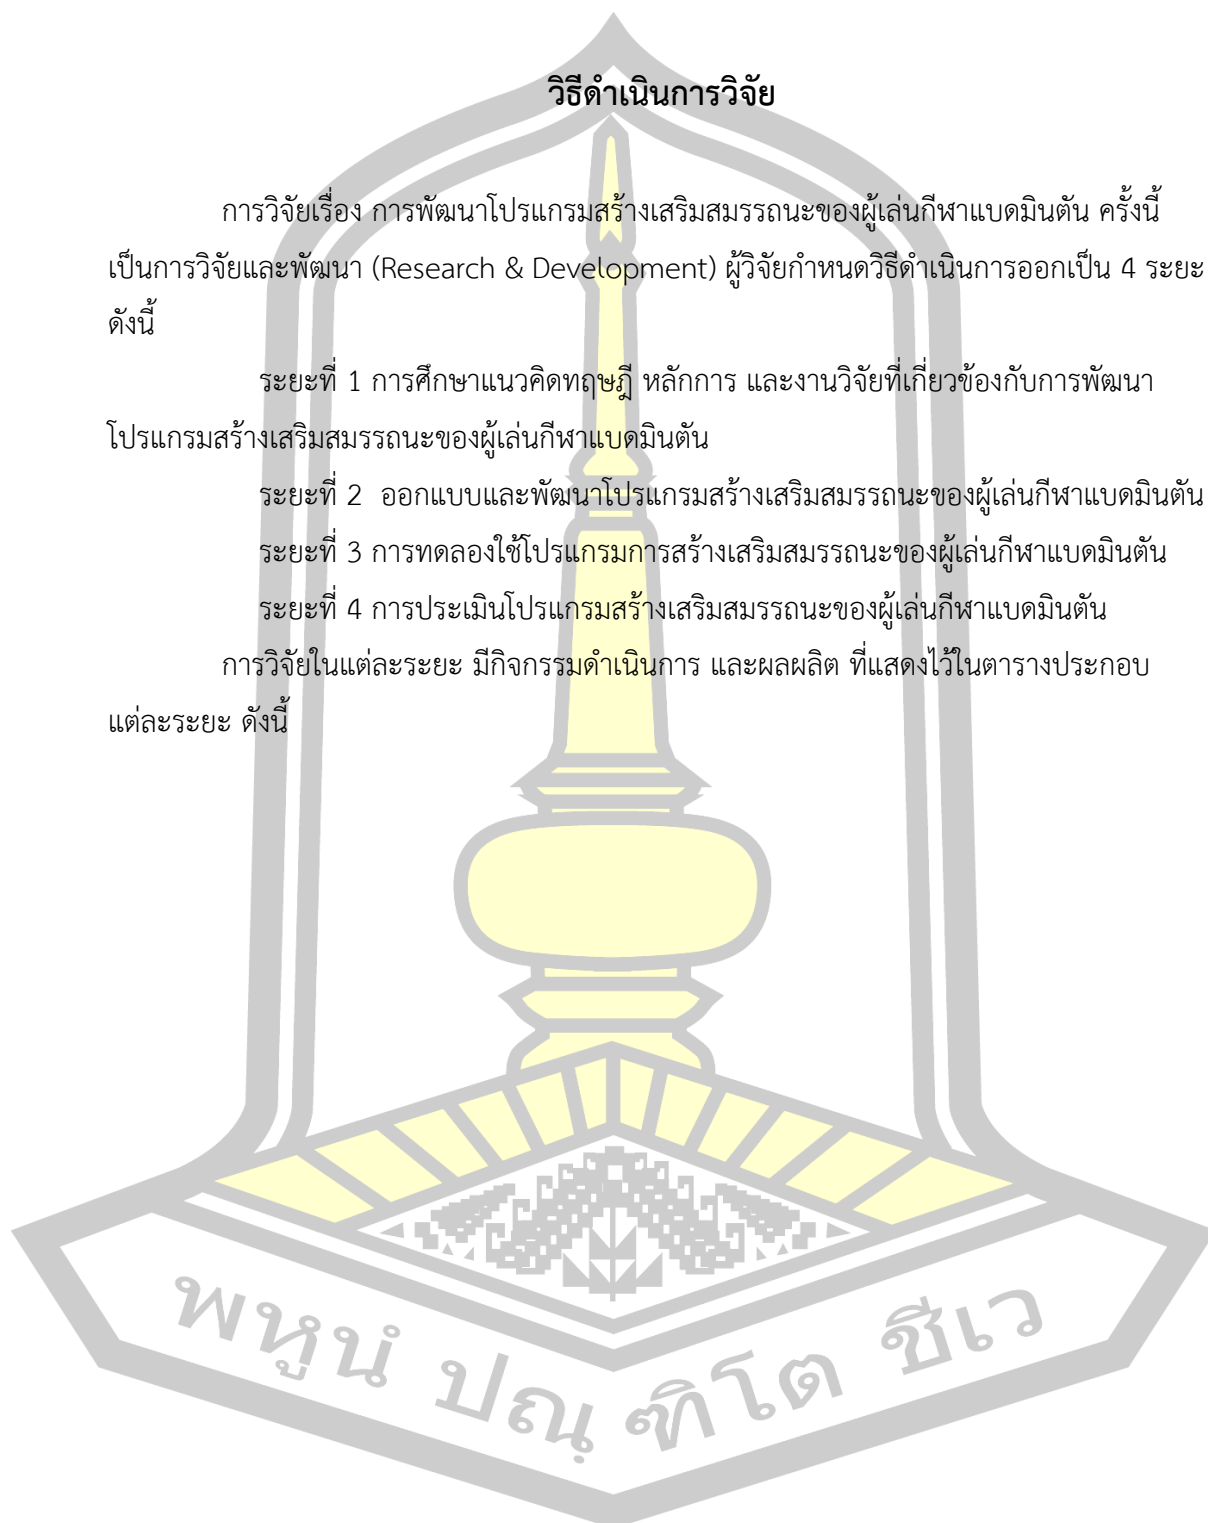 วิธีดำเนินการวิจัย
การวิจัยเรื่อง การพัฒนาโปรแกรมสร้างเสริมสมรรถนะของผู้เล่นกีฬาแบดมินตัน ครั้งนี้
เป็นการวิจัยและพัฒนา (Research & Development) ผู้วิจัยกำหนดวิธีดำเนินการออกเป็น 4 ระยะ
ดังนี้
ระยะที่ 1 การศึกษาแนวคิดทฤษฎี หลักการ และงานวิจัยที่เกี่ยวข้องกับการพัฒนา
โปรแกรมสร้างเสริมสมรรถนะของผู้เล่นกีฬาแบดมินตัน
ระยะที่ 2 ออกแบบและพัฒนาโปรแกรมสร้างเสริมสมรรถนะของผู้เล่นกีฬาแบดมินตัน
ระยะที่ 3 การทดลองใช้โปรแกรมการสร้างเสริมสมรรถนะของผู้เล่นกีฬาแบดมินตัน
ระยะที่ 4 การประเมินโปรแกรมสร้างเสริมสมรรถนะของผู้เล่นกีฬาแบดมินตัน
การวิจัยในแต่ละระยะ มีกิจกรรมดำเนินการ และผลผลิต ที่แสดงไว้ในตารางประกอบ
แต่ละระยะ ดังนี้
พหูนํ ปณฺ ฑิโต ชีเว